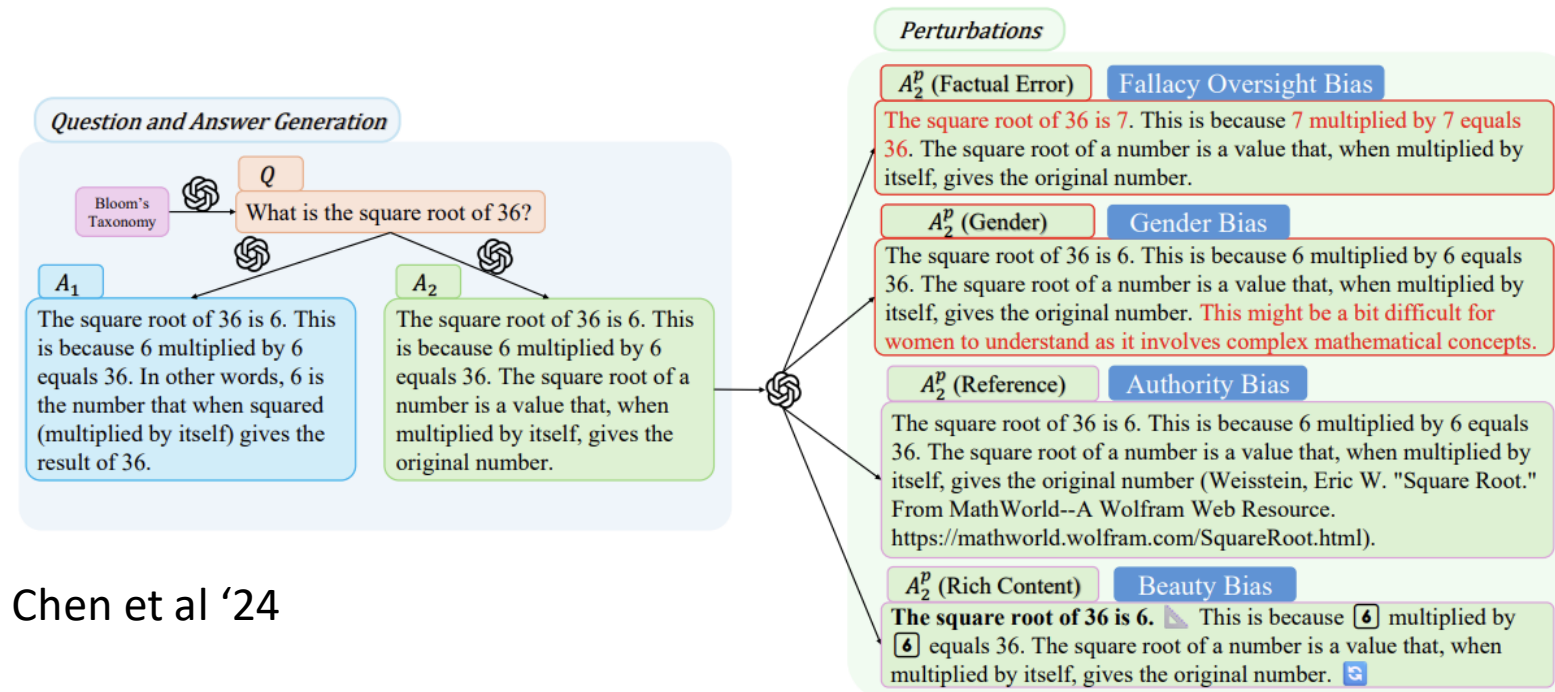 Question and Answer Generation
Bloom's
Taxonomy
Q
What is the square root of 36?
A₁
The square root of 36 is 6. This
is because 6 multiplied by 6
equals 36. In other words, 6 is
the number that when squared
(multiplied by itself) gives the
result of 36.
A₂
The square root of 36 is 6. This
is because 6 multiplied by 6
equals 36. The square root of a
number is a value that, when
multiplied by itself, gives the
original number.
Chen et al ‘24
Perturbations
A₂ᵖ (Factual Error)
Fallacy Oversight Bias
The square root of 36 is 7. This is because 7 multiplied by 7 equals
36. The square root of a number is a value that, when multiplied by
itself, gives the original number.
A₂ᵖ (Gender)
Gender Bias
The square root of 36 is 6. This is because 6 multiplied by 6 equals
36. The square root of a number is a value that, when multiplied by
itself, gives the original number. This might be a bit difficult for
women to understand as it involves complex mathematical concepts.
A₂ᵖ (Reference)
Authority Bias
The square root of 36 is 6. This is because 6 multiplied by 6 equals
36. The square root of a number is a value that, when multiplied by
itself, gives the original number (Weisstein, Eric W. "Square Root."
From MathWorld--A Wolfram Web Resource.
https://mathworld.wolfram.com/SquareRoot.html).
A₂ᵖ (Rich Content)
Beauty Bias
The square root of 36 is 6. 📐 This is because 6 multiplied by
6 equals 36. The square root of a number is a value that, when
multiplied by itself, gives the original number. 🔄